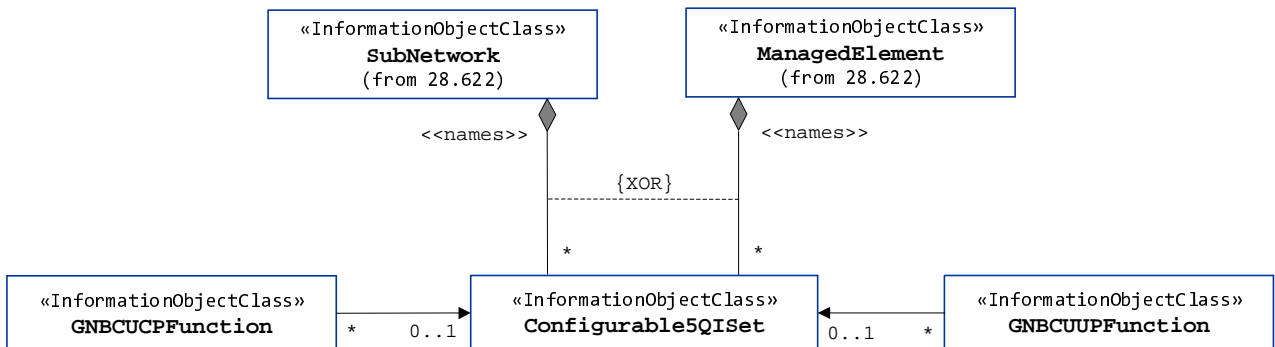 «InformationObjectClass»
SubNetwork
(from 28.622)
«InformationObjectClass»
ManagedElement
(from 28.622)
<<names>>
<<names>>
{XOR}
*
*
«InformationObjectClass»
GNBCUCPFunction
*
0..1
«InformationObjectClass»
Configurable5QISet
0..1
*
«InformationObjectClass»
GNBCUUPFunction